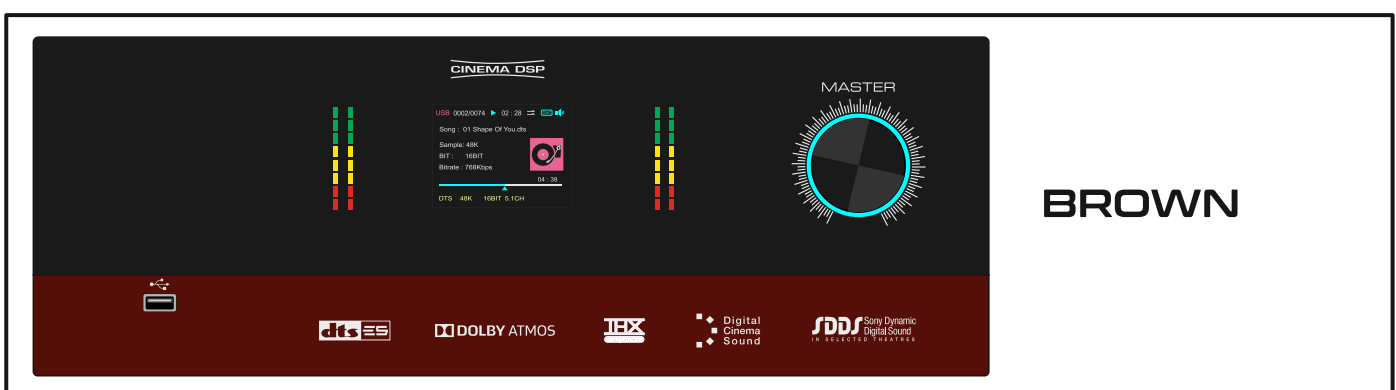 CINEMA DSP
MASTER
USB 0002/0074 02 : 28
Song : 01 Shape Of You.dts
Sample: 48K
BIT : 16BIT
Bitrate : 768Kbps
04 : 38
DTS 48K 16BIT 5.1CH
BROWN
dts ES
DOLBY ATMOS
THX
Digital
Cinema
Sound
SDDS Sony Dynamic
Digital Sound
IN SELECTED THEATRES